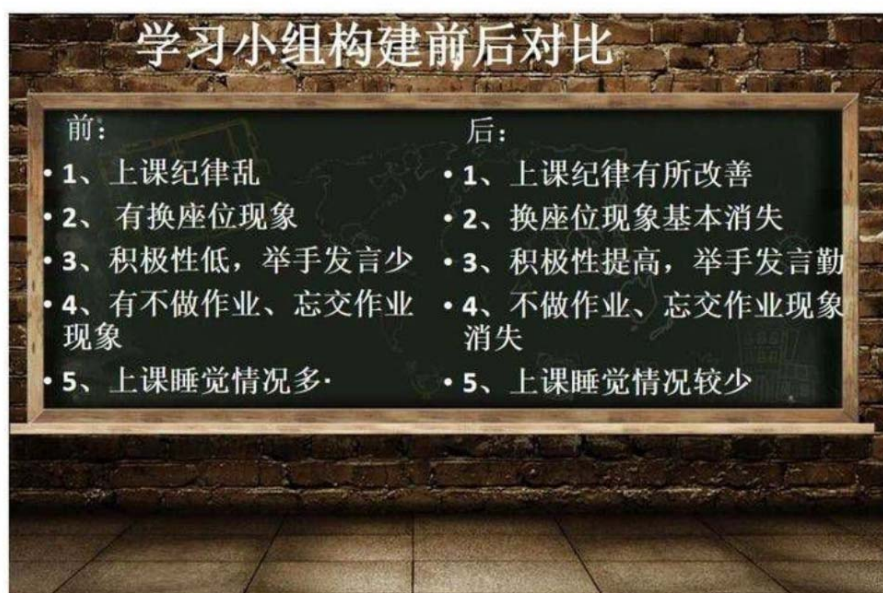 学习小组构建前后对比
前：
• 1、上课纪律乱
• 2、 有换座位现象
• 3、积极性低，举手发言少
• 4、有不做作业、忘交作业
现象
• 5、上课睡觉情况多·
后：
• 1、上课纪律有所改善
• 2、换座位现象基本消失
• 3、积极性提高，举手发言勤
• 4、不做作业、忘交作业现象
消失
• 5、上课睡觉情况较少